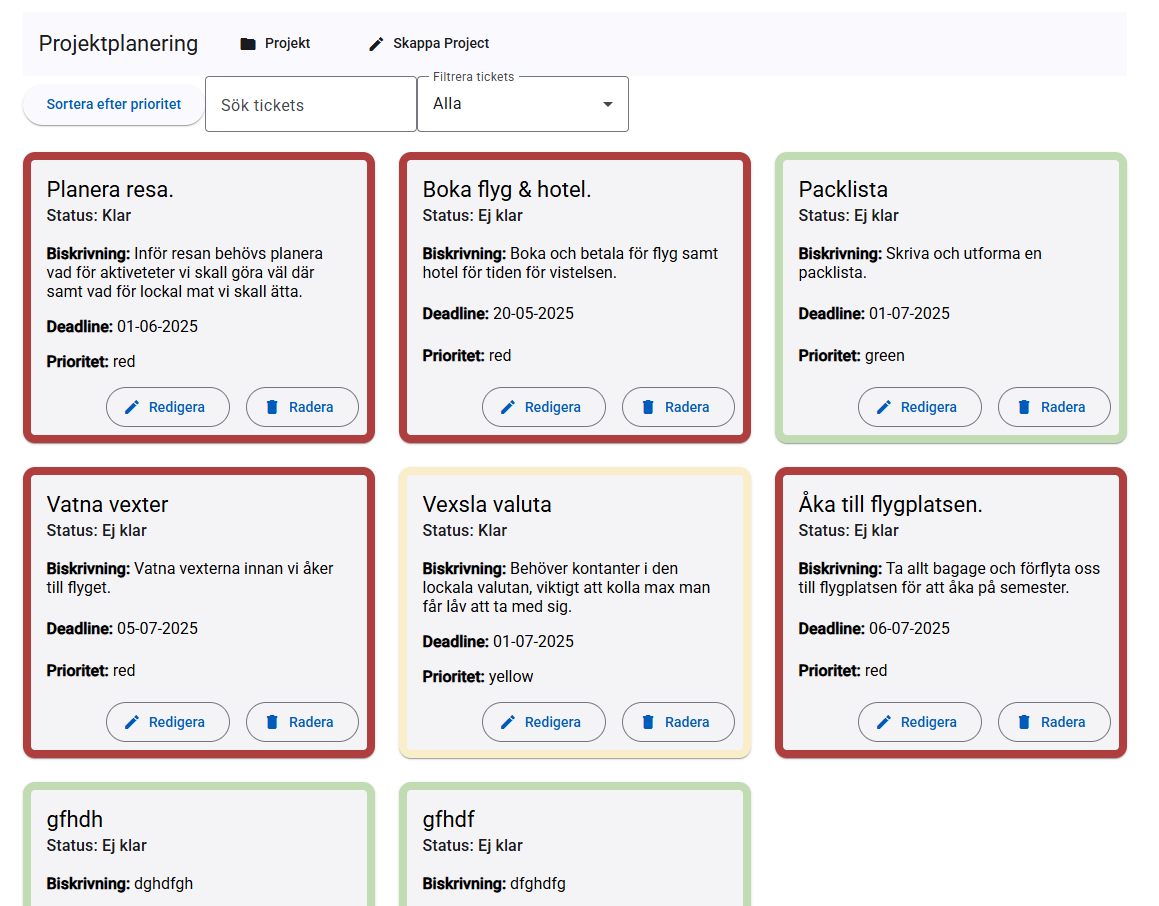 Projektplanering
Projekt
Skappa Project
Sortera efter prioritet
Sök tickets
Filtrera tickets
Alla
Planera resa.
Status: Klar
Biskrivning: Inför resan behövs planera
vad för aktiveteter vi skall göra väl där
samt vad för lockal mat vi skall ätta.
Deadline: 01-06-2025
Prioritet: red
Redigera
Radera
Boka flyg & hotel.
Status: Ej klar
Biskrivning: Boka och betala för flyg samt
hotel för tiden för vistelsen.
Deadline: 20-05-2025
Prioritet: red
Redigera
Radera
Packlista
Status: Ej klar
Biskrivning: Skriva och utforma en
packlista.
Deadline: 01-07-2025
Prioritet: green
Redigera
Radera
Vatna vexter
Status: Ej klar
Biskrivning: Vatna vexterna innan vi åker
till flyget.
Deadline: 05-07-2025
Prioritet: red
Redigera
Radera
Vexsla valuta
Status: Klar
Biskrivning: Behöver kontanter i den
lockala valutan, viktigt att kolla max man
får låv att ta med sig.
Deadline: 01-07-2025
Prioritet: yellow
Redigera
Radera
Åka till flygplatsen.
Status: Ej klar
Biskrivning: Ta allt bagage och förflyta oss
till flygplatsen för att åka på semester.
Deadline: 06-07-2025
Prioritet: red
Redigera
Radera
gfhdh
Status: Ej klar
Biskrivning: dghdfgh
gfhdf
Status: Ej klar
Biskrivning: dfghdfg